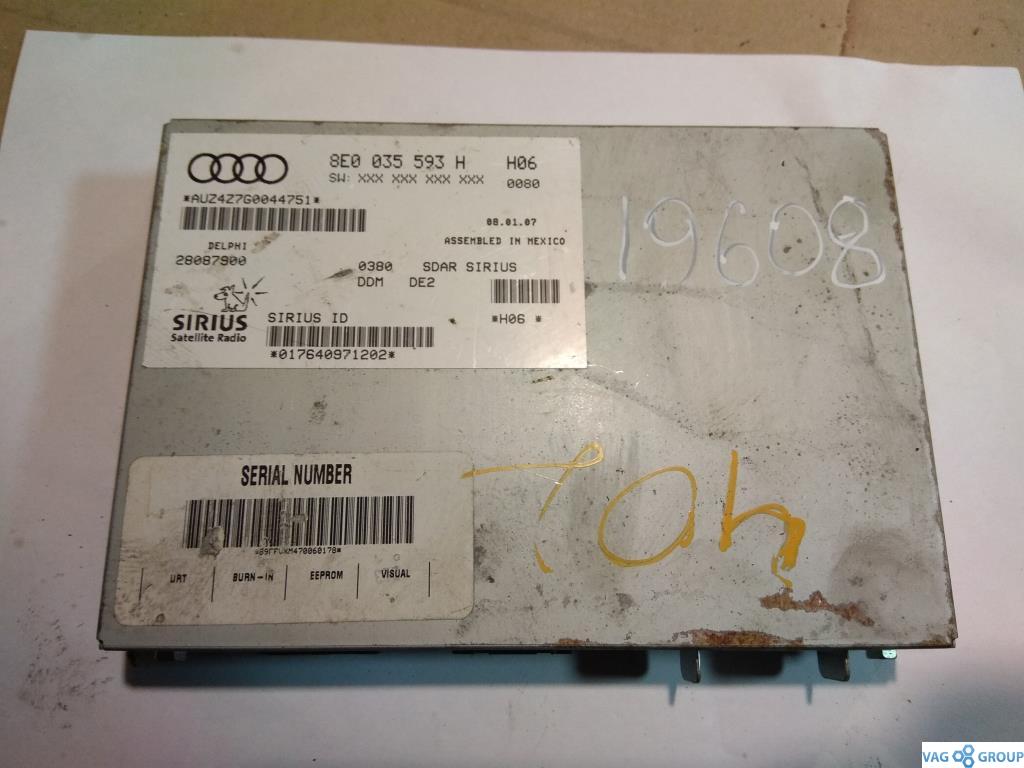 8E0 035 593 H H06
SW: XXX XXX XXX XXX 0080
*AUZ4Z7G0044751*
08.01.07
ASSEMBLED IN MEXICO
DELPHI
28087900
0380 SDAR SIRIUS
DDM DE2
*H06 *
SIRIUS
Satellite Radio
SIRIUS ID
*017640971202*
19608
SERIAL NUMBER
URT BURN-IN EEPROM VISUAL
VAG GROUP